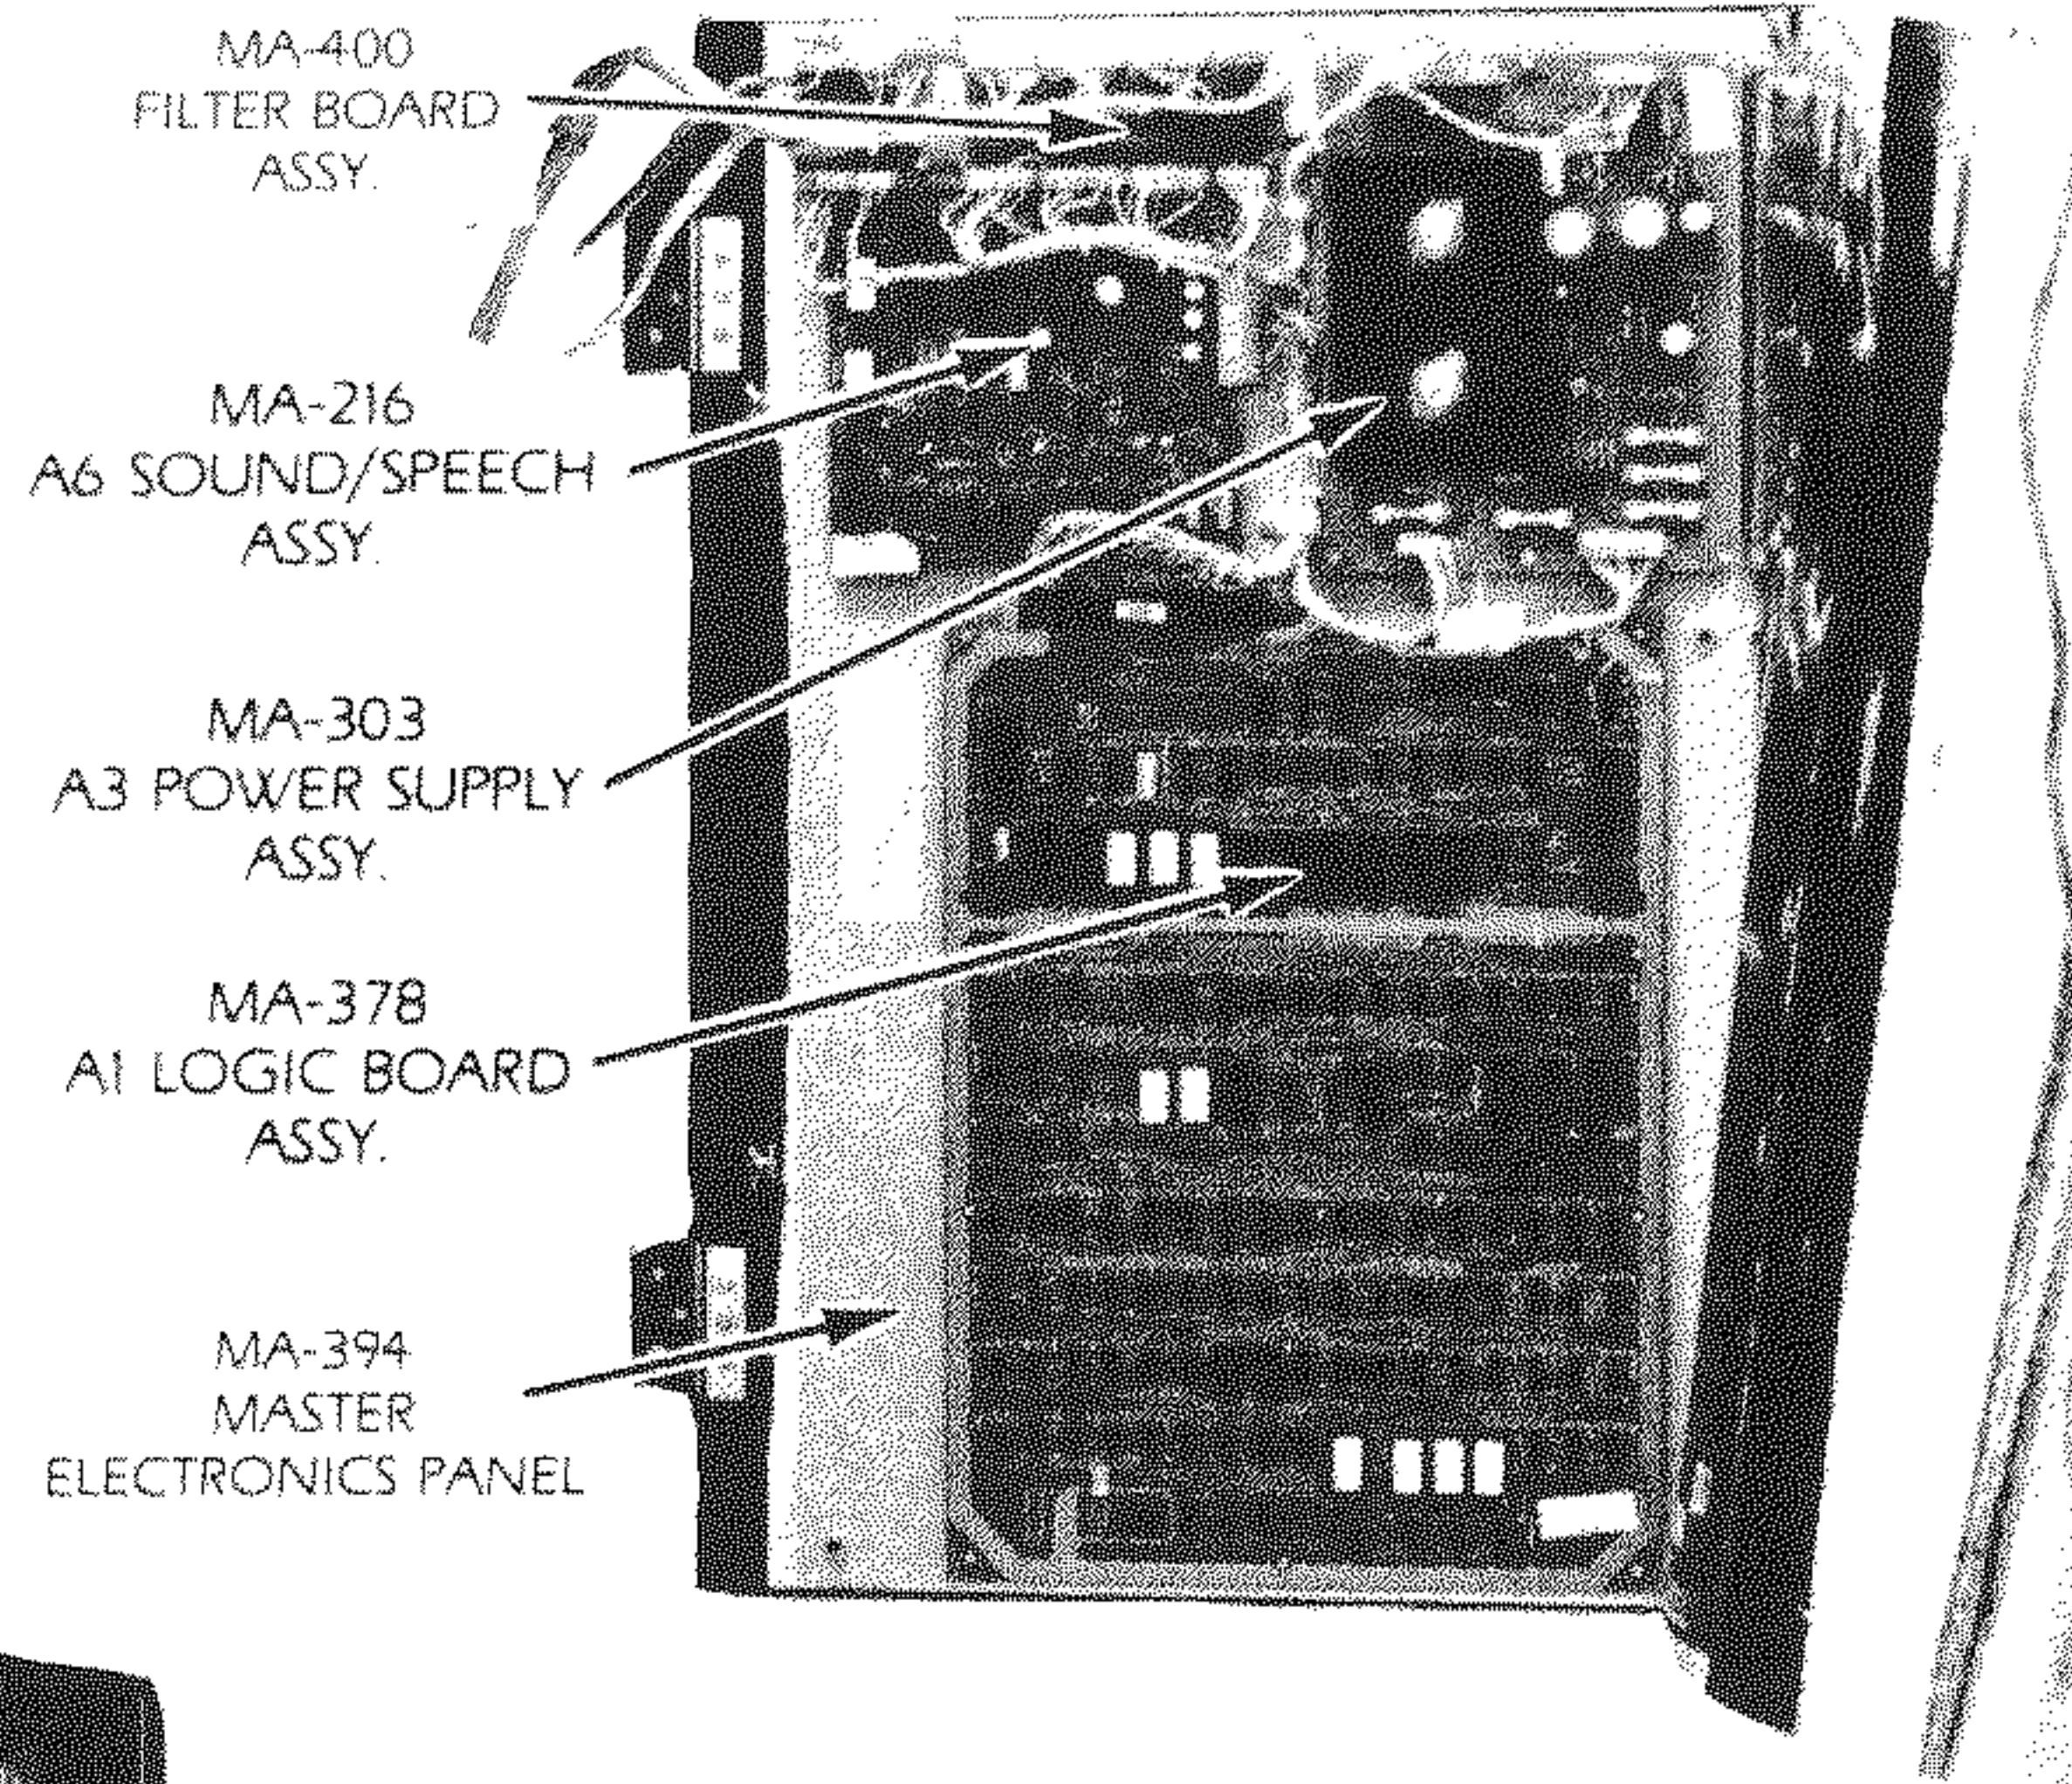 MA-400
FILTER BOARD
ASSY.
MA-216
A6 SOUND/SPEECH
ASSY.
MA-303
A3 POWER SUPPLY
ASSY.
MA-378
A1 LOGIC BOARD
ASSY.
MA-394
MASTER
ELECTRONICS PANEL